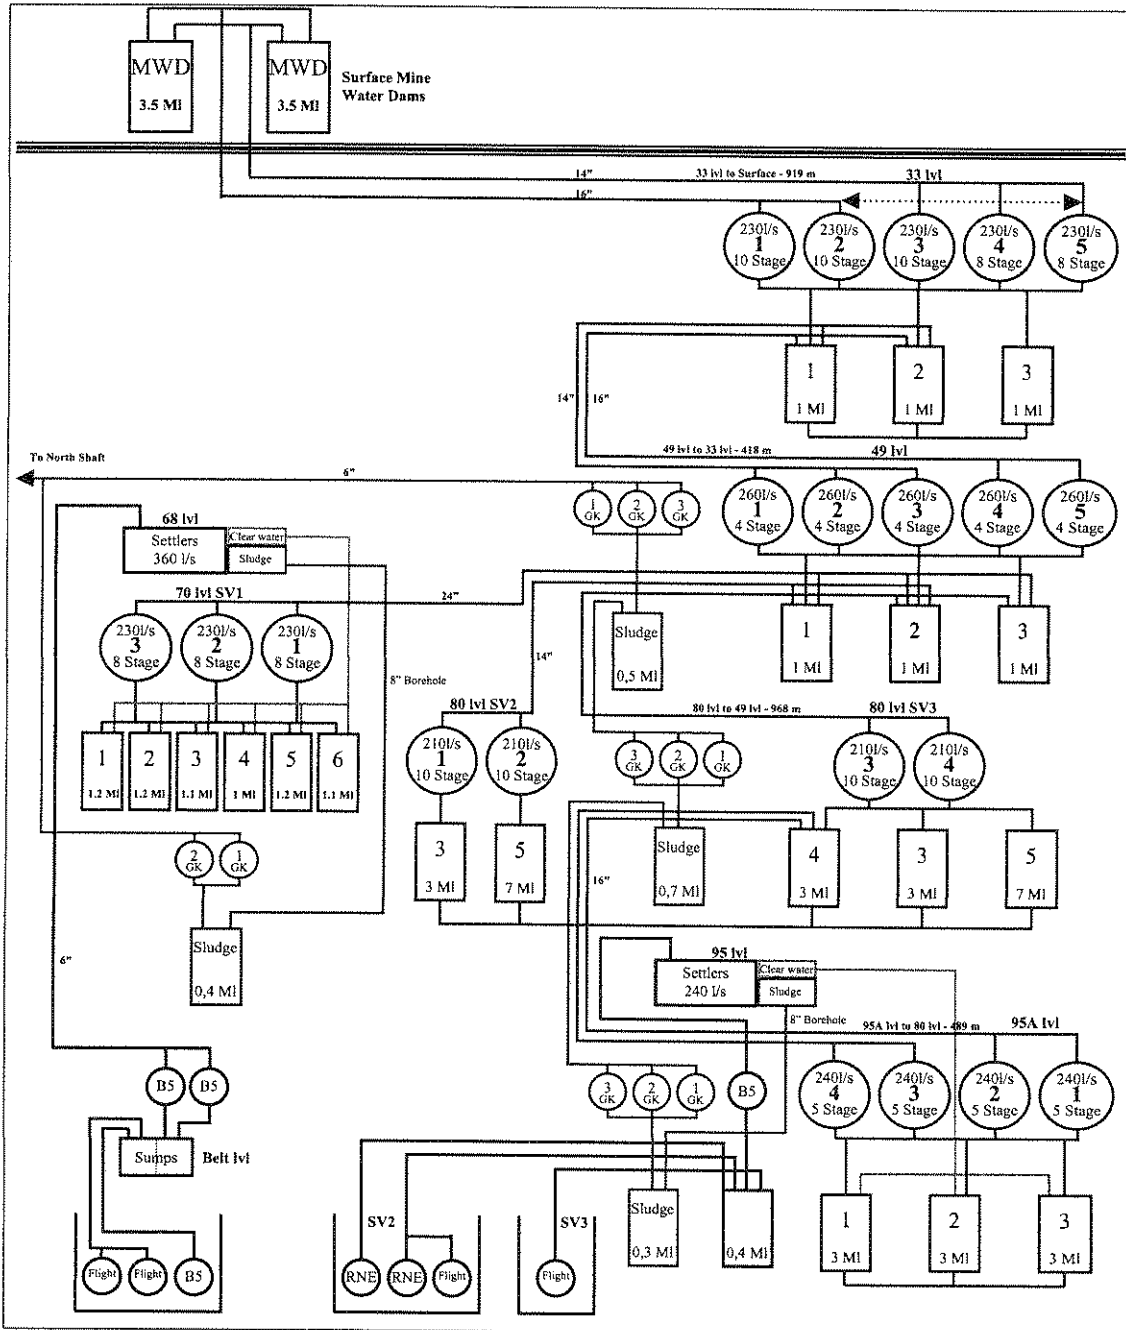 MWD
3.5 Ml
MWD
3.5 Ml
Surface Mine
Water Dams
14"
33 lvl to Surface - 919 m
33 lvl
16"
230l/s
1
10 Stage
230l/s
2
10 Stage
230l/s
3
10 Stage
230l/s
4
8 Stage
230l/s
5
8 Stage
1
1 Ml
2
1 Ml
3
1 Ml
14"
16"
49 lvl to 33 lvl - 418 m
49 lvl
To North Shaft
6"
1
GK
2
GK
3
GK
260l/s
1
4 Stage
260l/s
2
4 Stage
260l/s
3
4 Stage
260l/s
4
4 Stage
260l/s
5
4 Stage
68 lvl
Settlers
360 l/s
Clear water
Sludge
70 lvl SV1
24"
230l/s
3
8 Stage
230l/s
2
8 Stage
230l/s
1
8 Stage
14"
8" Borehole
Sludge
0,5 Ml
1
1 Ml
2
1 Ml
3
1 Ml
80 lvl SV2
80 lvl to 49 lvl - 968 m
80 lvl SV3
1
1.2 Ml
2
1.2 Ml
3
1.1 Ml
4
1 Ml
5
1.2 Ml
6
1.1 Ml
210l/s
1
10 Stage
210l/s
2
10 Stage
3
GK
2
GK
1
GK
210l/s
3
10 Stage
210l/s
4
10 Stage
2
GK
1
GK
3
3 Ml
5
7 Ml
16"
Sludge
0,7 Ml
4
3 Ml
3
3 Ml
5
7 Ml
6"
Sludge
0,4 Ml
95 lvl
Settlers
240 l/s
Clear water
Sludge
8" Borehole
95A lvl to 80 lvl - 489 m
95A lvl
B5
B5
3
GK
2
GK
1
GK
B5
240l/s
4
5 Stage
240l/s
3
5 Stage
240l/s
2
5 Stage
240l/s
1
5 Stage
Sumps
Belt lvl
Sludge
0,3 Ml
0,4 Ml
1
3 Ml
2
3 Ml
3
3 Ml
SV2
SV3
Flight
Flight
B5
RNE
RNE
Flight
Flight